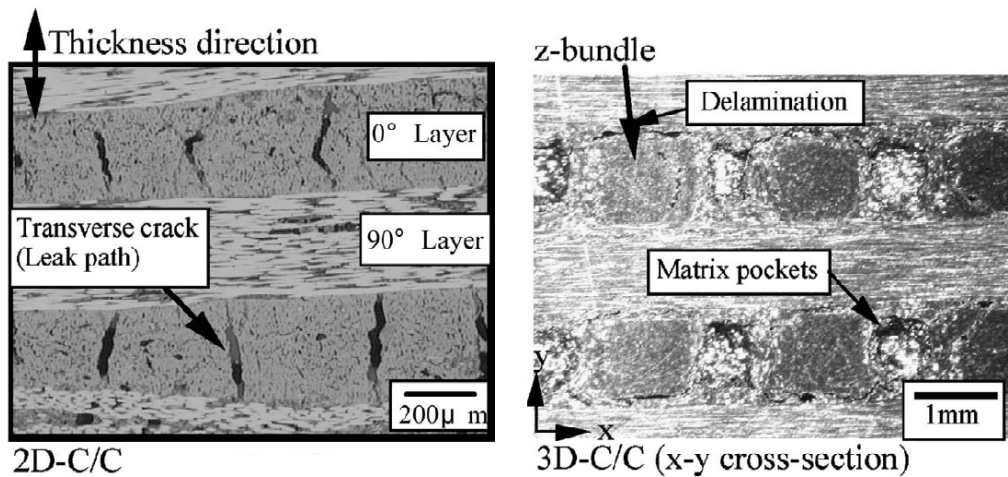 Thickness direction
0° Layer
Transverse crack
(Leak path)
90° Layer
200μ m
2D-C/C
z-bundle
Delamination
Matrix pockets
y
x
1mm
3D-C/C (x-y cross-section)